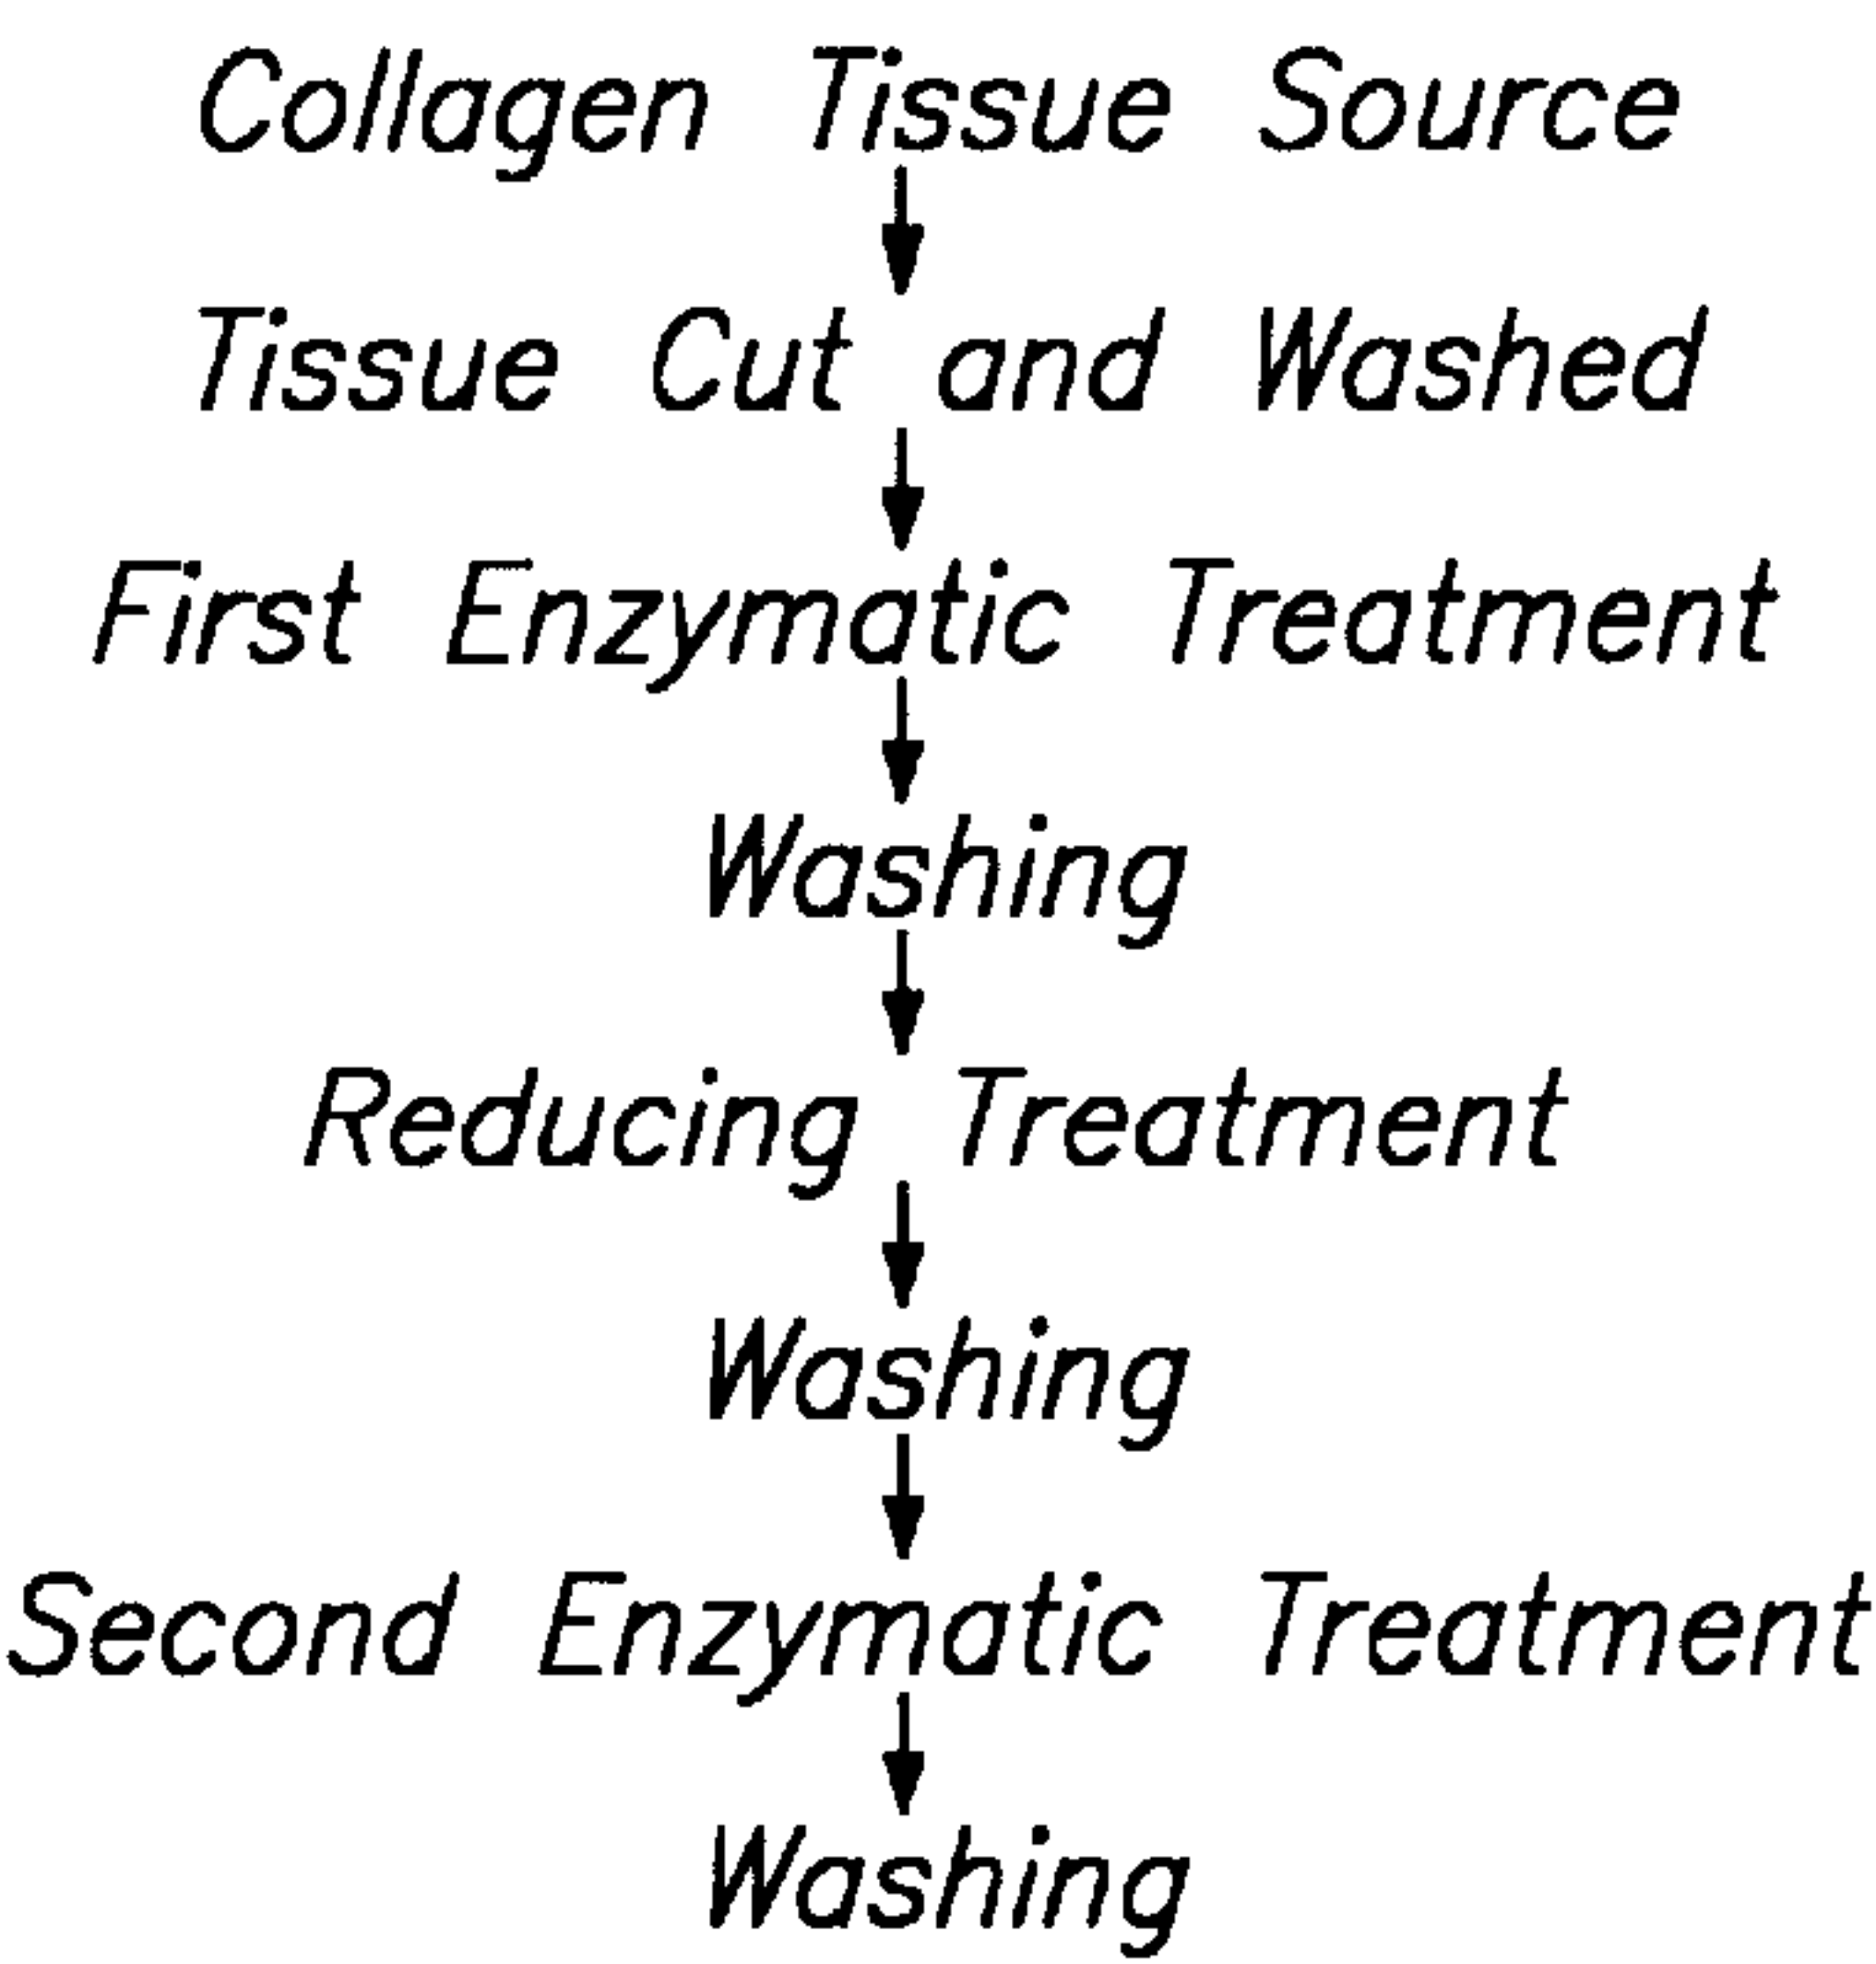 Collagen Tissue Source
Tissue Cut and Washed
First Enzymatic Treatment
Washing
Reducing Treatment
Washing
Second Enzymatic Treatment
Washing